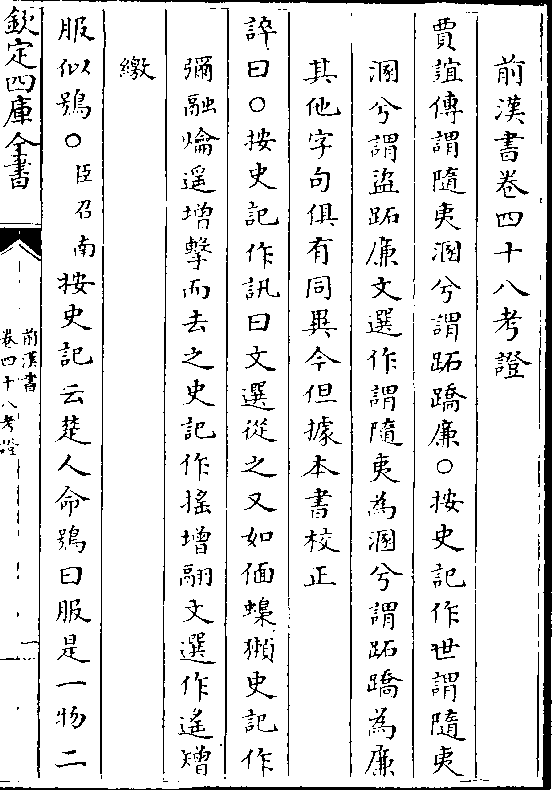 前漢書卷四十八考證
賈誼傳謂隨夷溷兮謂跖蹻廉○按史記作世謂隨夷
溷兮謂盜跖廉文選作謂隨夷為溷兮謂跖蹻為廉
其他字句俱有同異今但據本書校正
誶曰○按史記作訊曰文選從之又如偭蟂獺史記作
彌融爚遥增擊而去之史記作搖增翮文選作遙矰
繳
服似鴞○臣召南按史記云楚人命鴞曰服是一物二
欽定四庫全書
前漢書
卷四十八考證
一